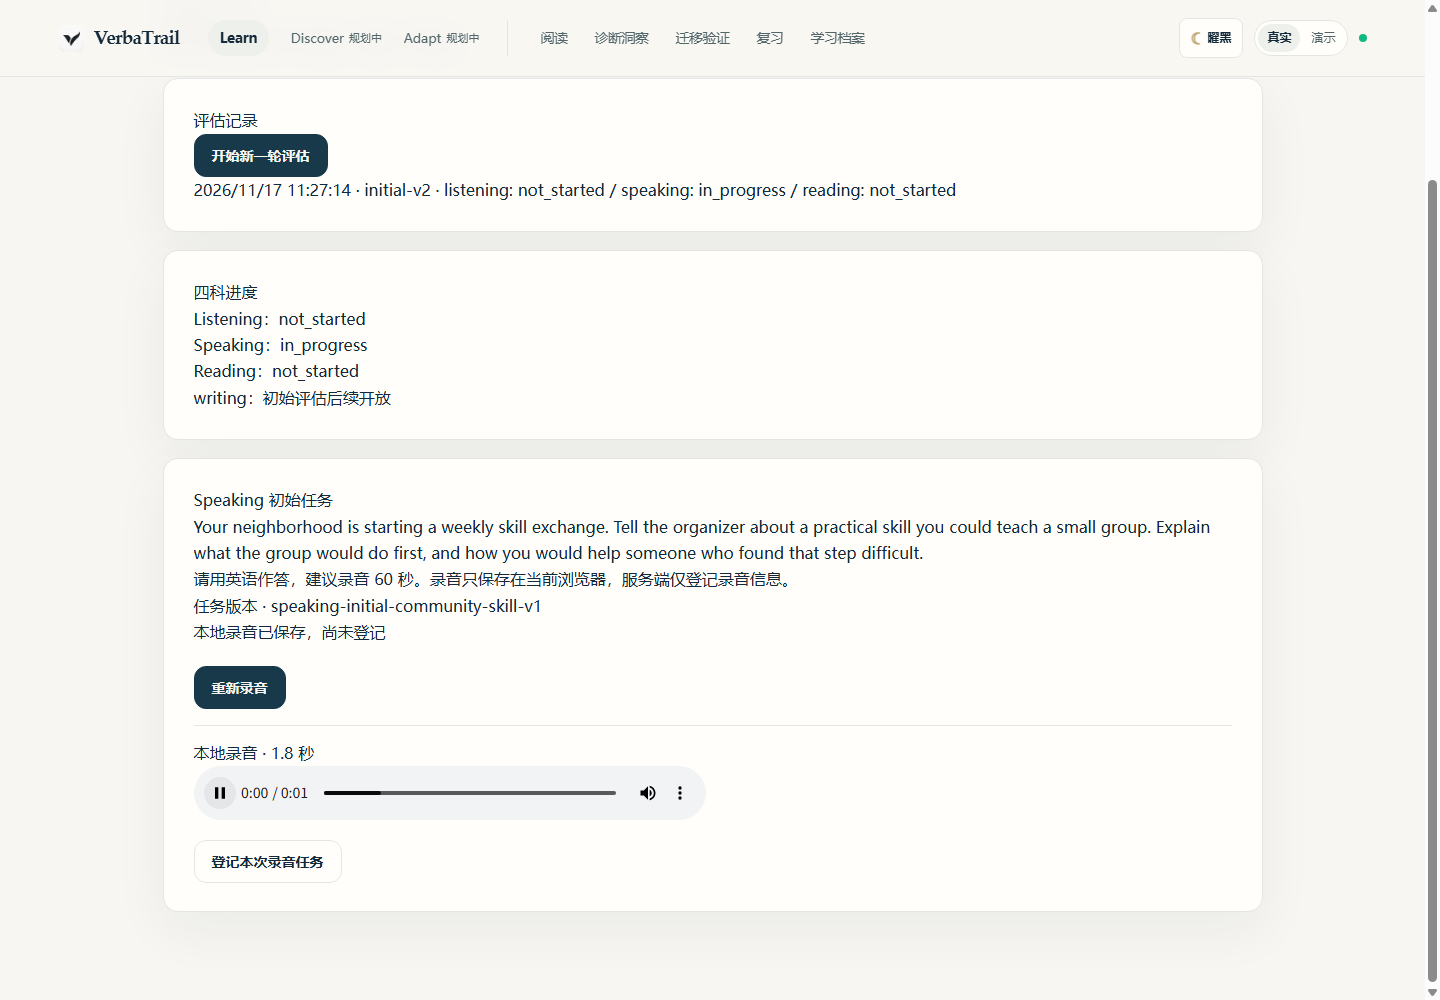 VerbaTrail
Learn
Discover 规划中
Adapt 规划中
阅读
诊断洞察
迁移验证
复习
学习档案
曜黑
真实
演示
评估记录
开始新一轮评估
2026/11/17 11:27:14 · initial-v2 · listening: not_started / speaking: in_progress / reading: not_started
四科进度
Listening：not_started
Speaking：in_progress
Reading：not_started
writing：初始评估后续开放
Speaking 初始任务
Your neighborhood is starting a weekly skill exchange. Tell the organizer about a practical skill you could teach a small group. Explain
what the group would do first, and how you would help someone who found that step difficult.
请用英语作答，建议录音 60 秒。录音只保存在当前浏览器，服务端仅登记录音信息。
任务版本 · speaking-initial-community-skill-v1
本地录音已保存，尚未登记
重新录音
本地录音 · 1.8 秒
0:00 / 0:01
登记本次录音任务